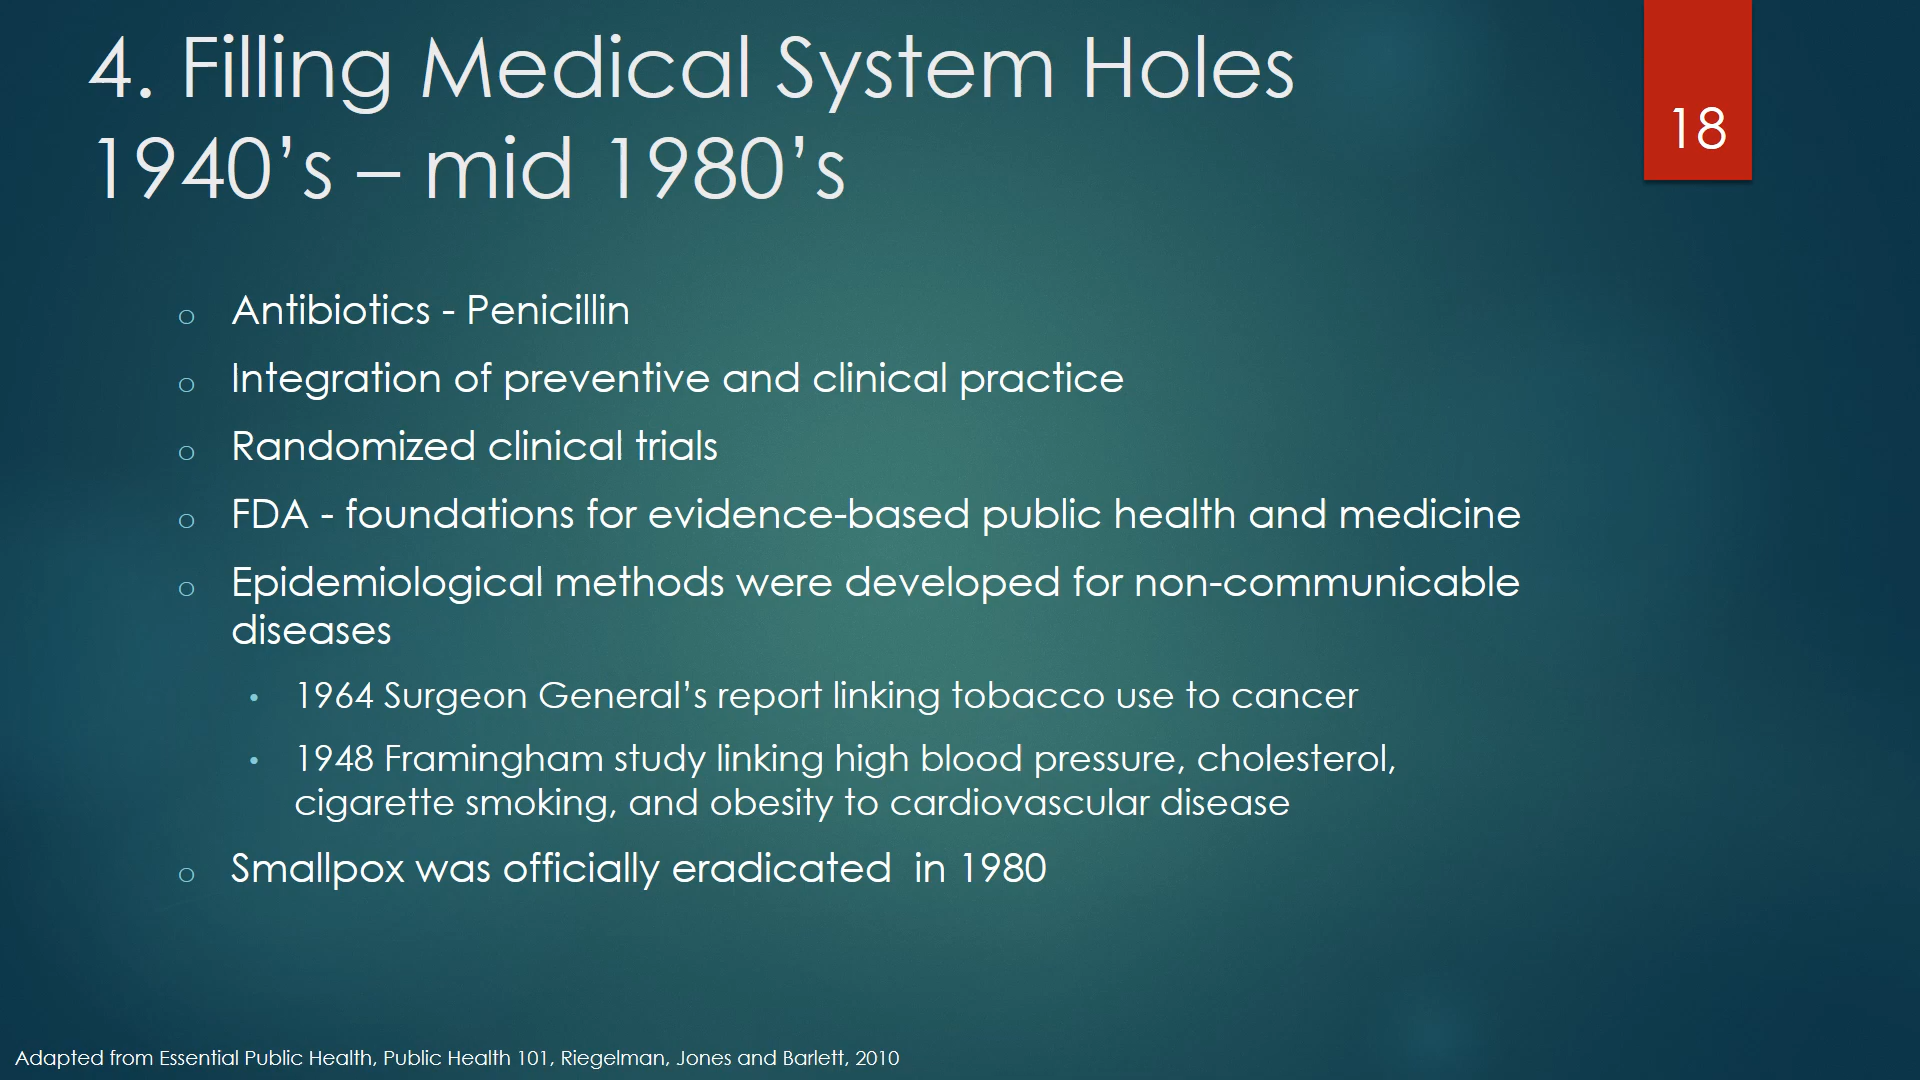 4. Filling Medical System Holes
1940’s – mid 1980’s
18
o Antibiotics - Penicillin
o Integration of preventive and clinical practice
o Randomized clinical trials
o FDA - foundations for evidence-based public health and medicine
o Epidemiological methods were developed for non-communicable
diseases
• 1964 Surgeon General’s report linking tobacco use to cancer
• 1948 Framingham study linking high blood pressure, cholesterol,
cigarette smoking, and obesity to cardiovascular disease
o Smallpox was officially eradicated  in 1980
Adapted from Essential Public Health, Public Health 101, Riegelman, Jones and Barlett, 2010